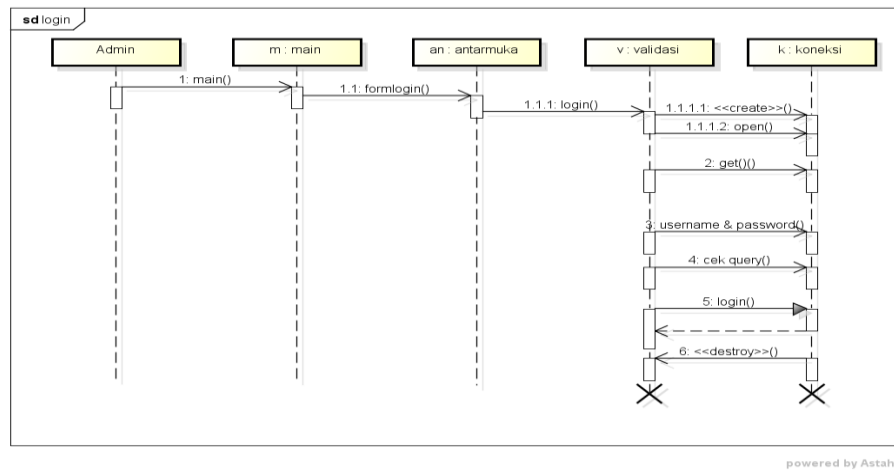 sd login
Admin
m : main
an : antarmuka
v : validasi
k : koneksi
1: main()
1.1: formlogin()
1.1.1: login()
1.1.1.1: <<create>>()
1.1.1.2: open()
2: get()()
3: username & password()
4: cek query()
5: login()
6: <<destroy>>()
powered by Astah